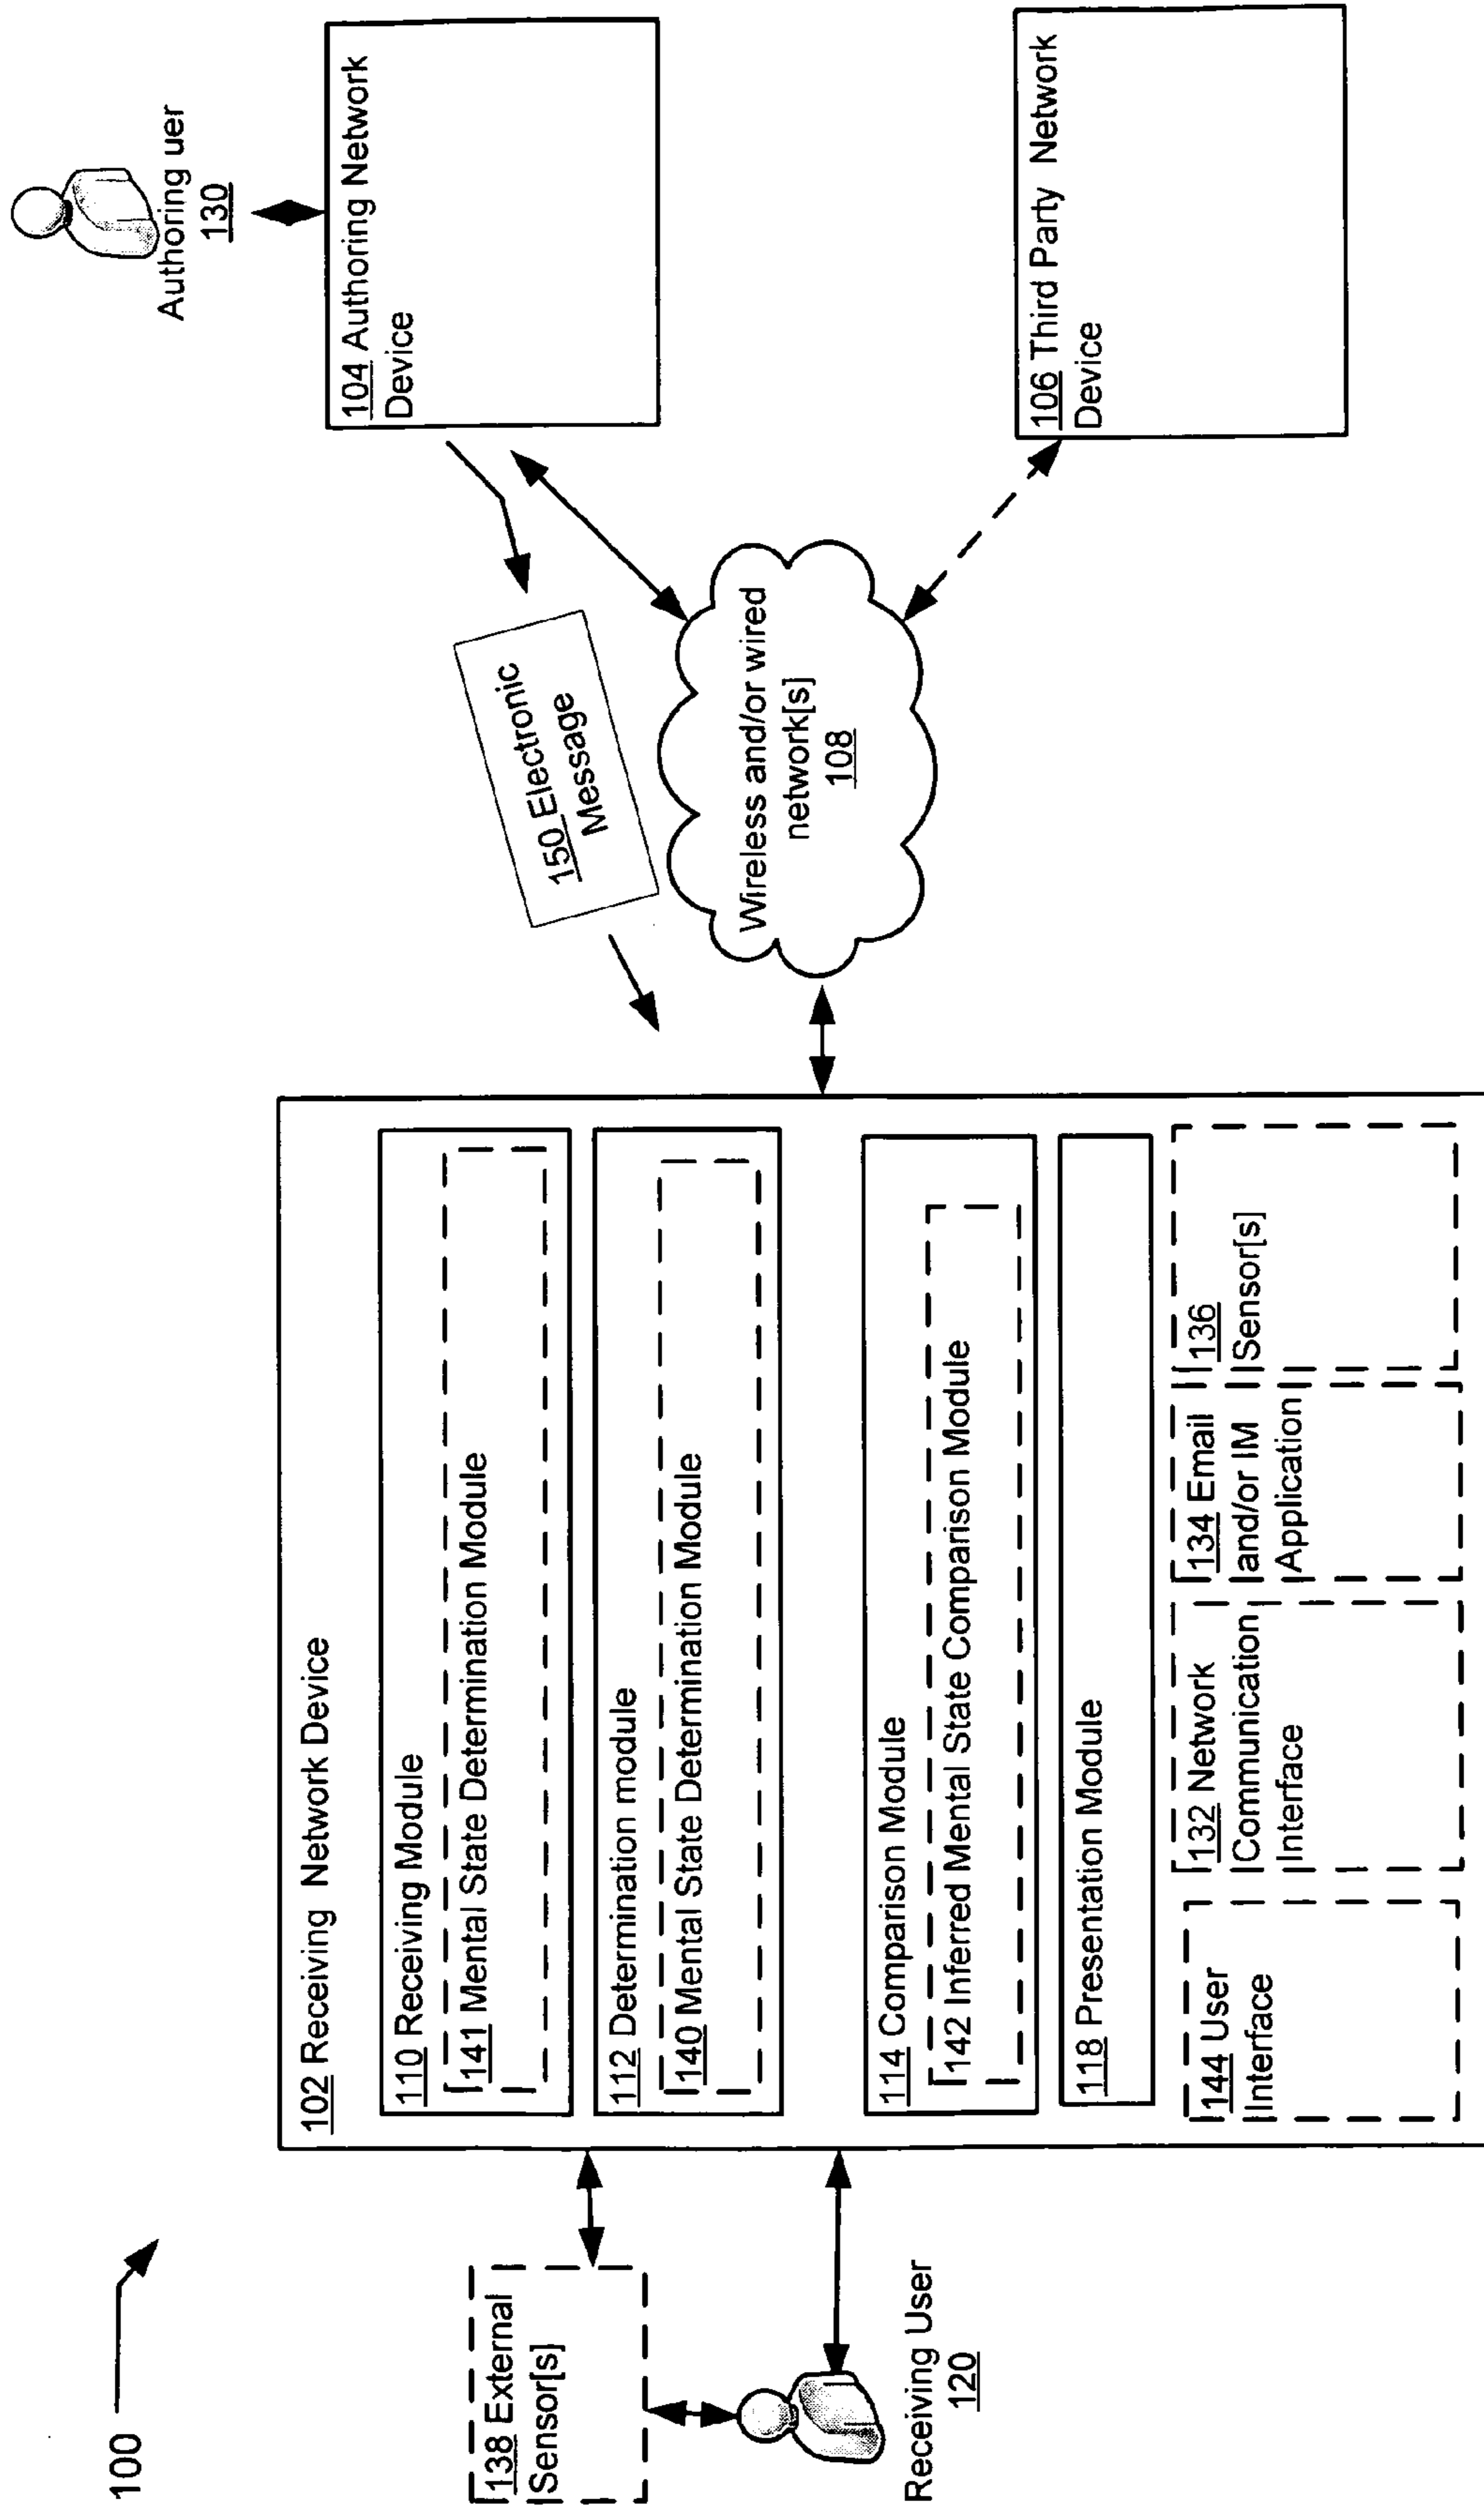 100
138 External
Sensor[s]
Receiving User
120
102 Receiving Network Device
110 Receiving Module
141 Mental State Determination Module
112 Determination module
140 Mental State Determination Module
114 Comparison Module
142 Inferred Mental State Comparison Module
118 Presentation Module
144 User
Interface
132 Network
Communication
Interface
134 Email
and/or IM
Application
136
Sensor[s]
150 Electronic
Message
Wireless and/or wired
network[s]
108
Authoring uer
130
104 Authoring Network
Device
106 Third Party Network
Device